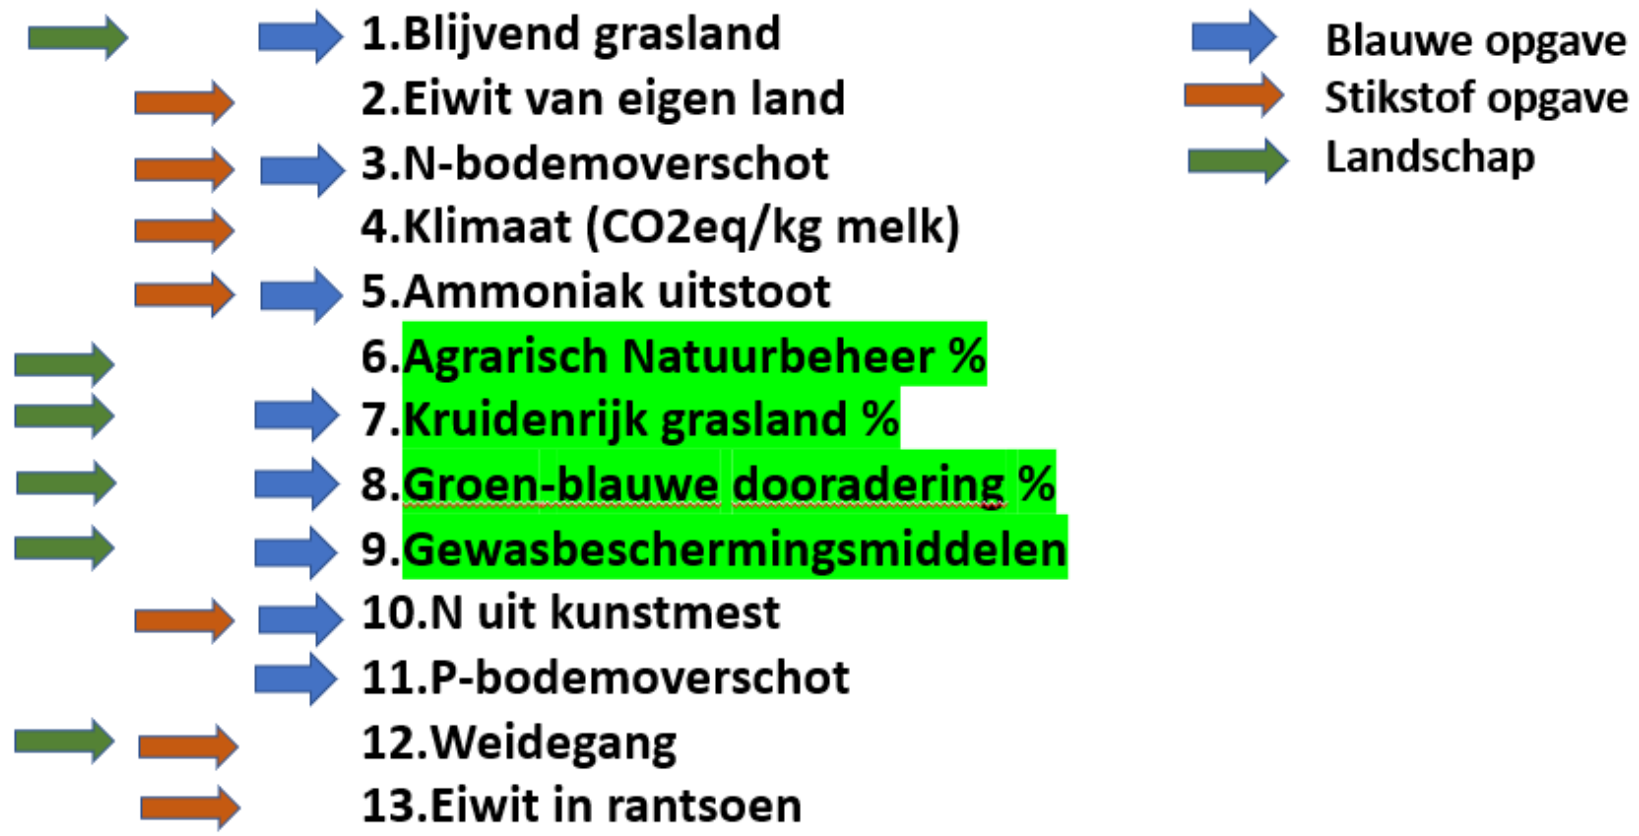 1.Blijvend grasland
2.Eiwit van eigen land
3.N-bodemoverschot
4.Klimaat (CO2eq/kg melk)
5.Ammoniak uitstoot
6.Agrarisch Natuurbeheer %
7.Kruidenrijk grasland %
8.Groen-blauwe dooradering %
9.Gewasbeschermingsmiddelen
10.N uit kunstmest
11.P-bodemoverschot
12.Weidegang
13.Eiwit in rantsoen
Blauwe opgave
Stikstof opgave
Landschap